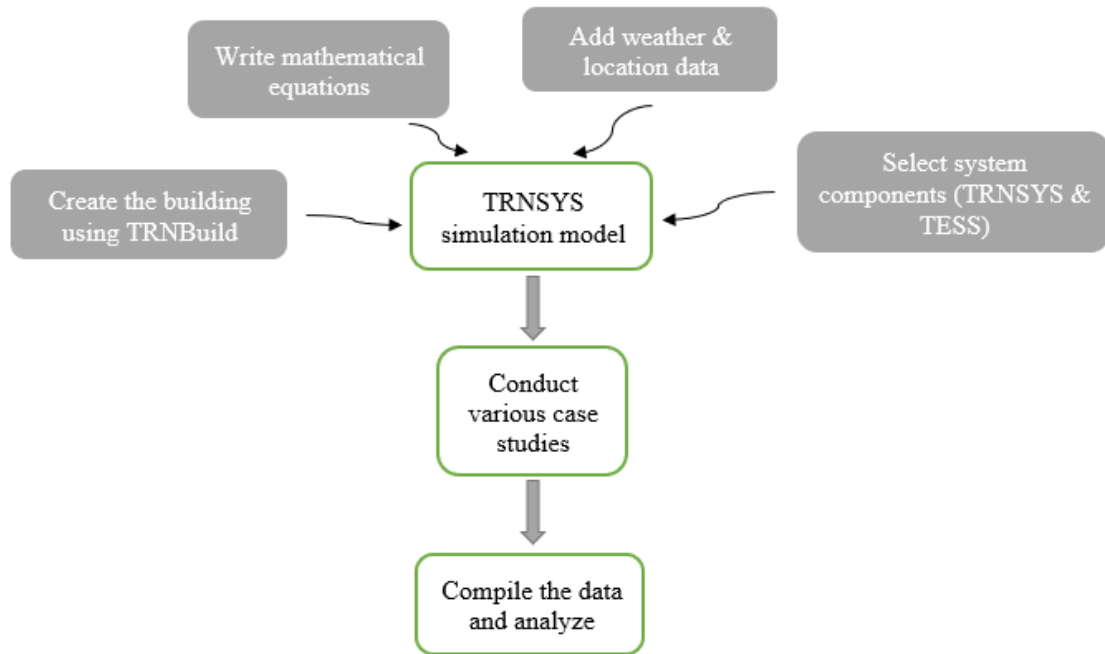 Write mathematical
equations
Add weather &
location data
Create the building
using TRNBuild
TRNSYS
simulation model
Select system
components (TRNSYS &
TESS)
Conduct
various case
studies
Compile the data
and analyze